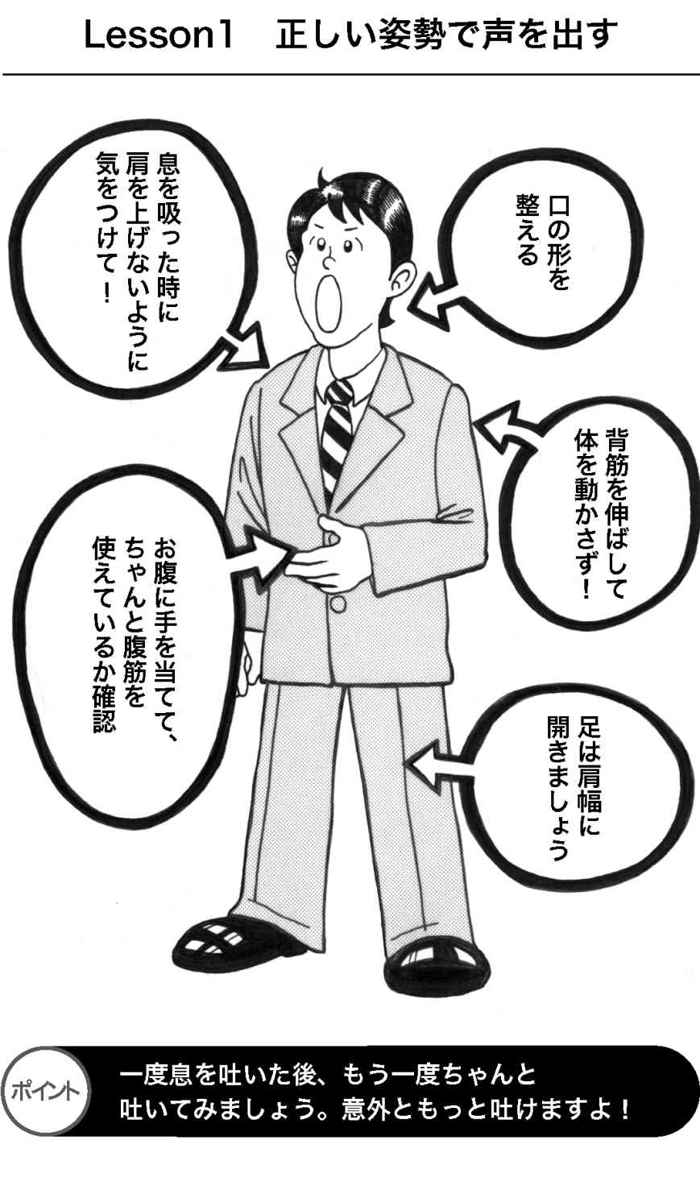 Lesson1 正しい姿勢で声を出す
口の形を
整える
息を吸った時に
肩を上げないように
気をつけて！
背筋を伸ばして
体を動かさず！
お腹に手を当てて、
ちゃんと腹筋を
使えているか確認
足は肩幅に
開きましょう
ポイント
一度息を吐いた後、もう一度ちゃんと
吐いてみましょう。意外ともっと吐けますよ！